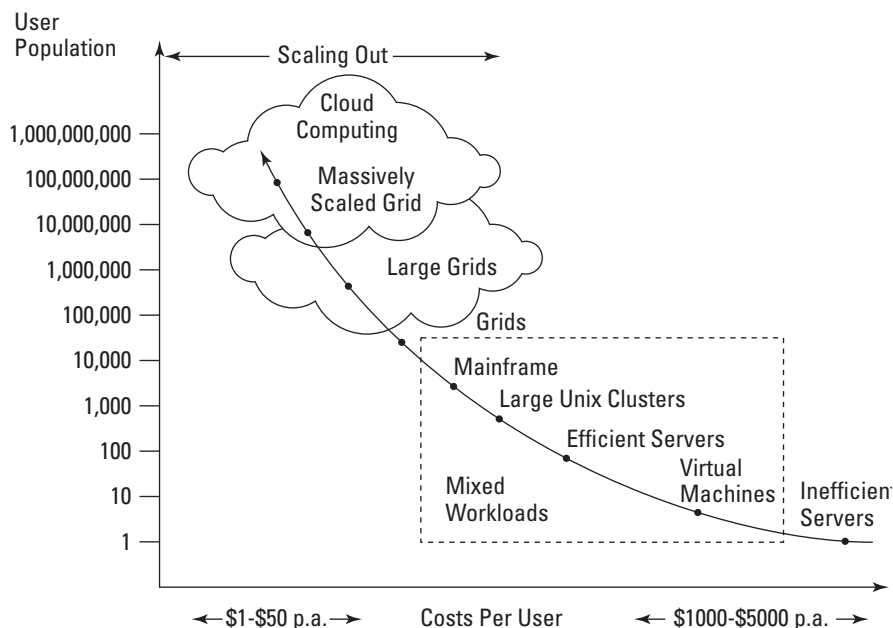 User
Population
Scaling Out
Cloud
Computing
1,000,000,000
Massively
Scaled Grid
100,000,000
10,000,000
Large Grids
1,000,000
100,000
Grids
10,000
Mainframe
1,000
Large Unix Clusters
100
Efficient Servers
Virtual
Machines
10
Mixed
Workloads
Inefficient
Servers
1
$1-$50 p.a.
Costs Per User
$1000-$5000 p.a.